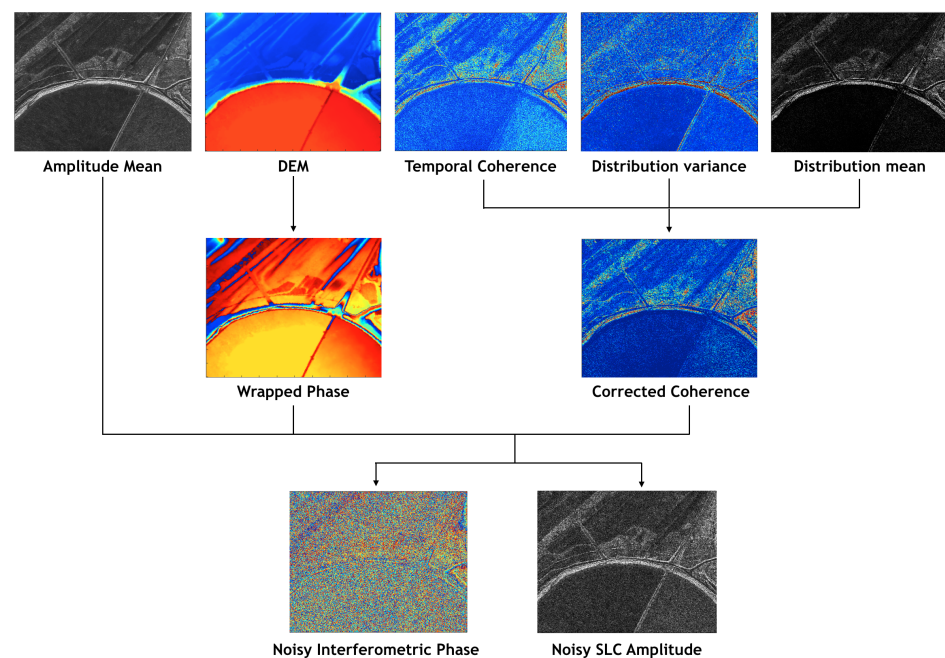 Amplitude Mean
DEM
Temporal Coherence
Distribution variance
Distribution mean
Wrapped Phase
Corrected Coherence
Noisy Interferometric Phase
Noisy SLC Amplitude